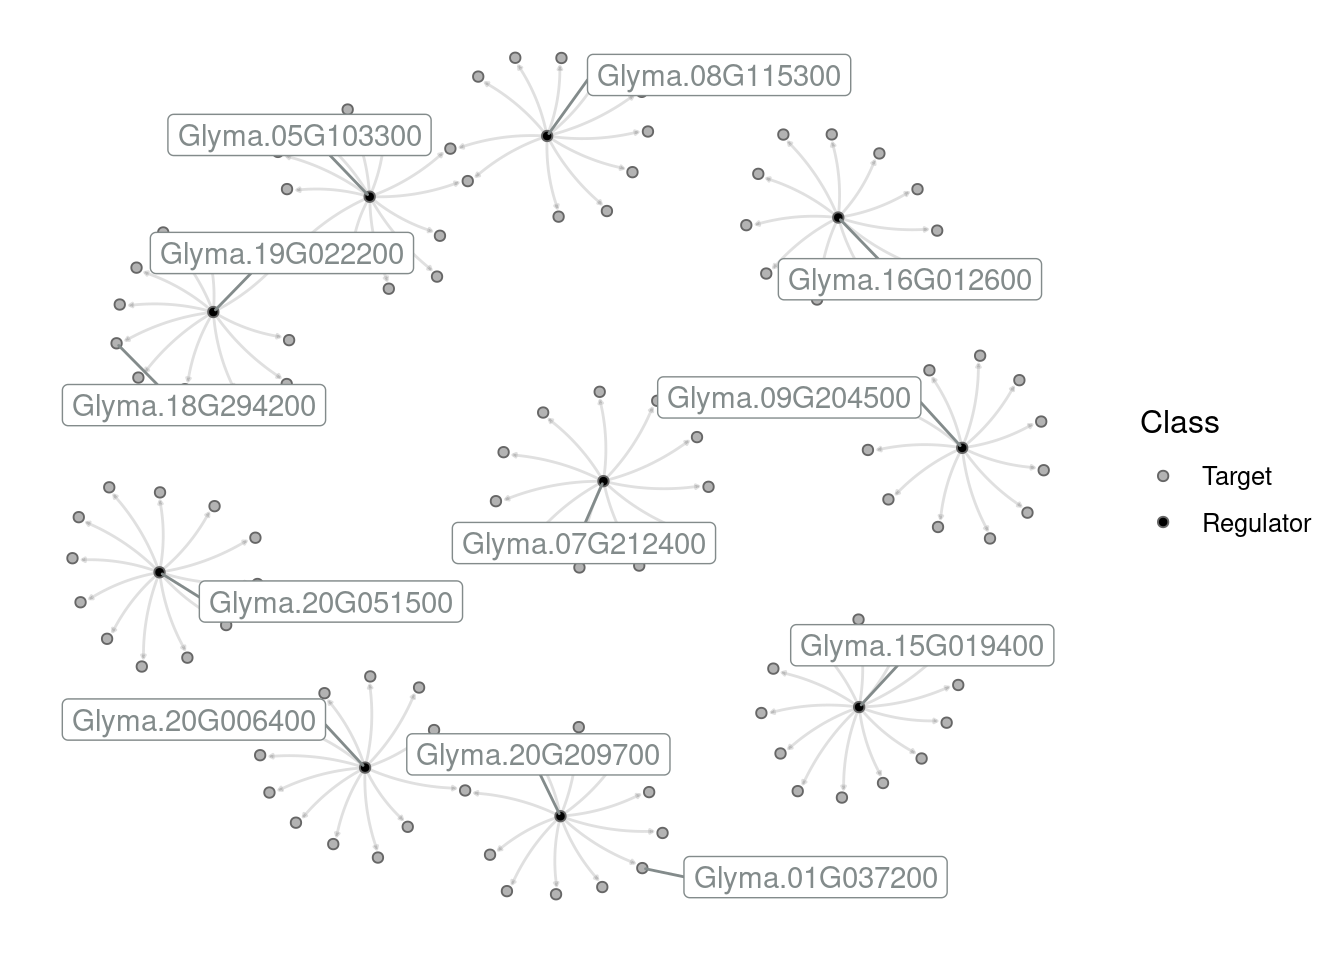 Glyma.08G115300
Glyma.05G103300
Glyma.19G022200
Glyma.16G012600
Glyma.18G294200
Glyma.09G204500
Class
Target
Regulator
Glyma.07G212400
Glyma.20G051500
Glyma.15G019400
Glyma.20G006400
Glyma.20G209700
Glyma.01G037200